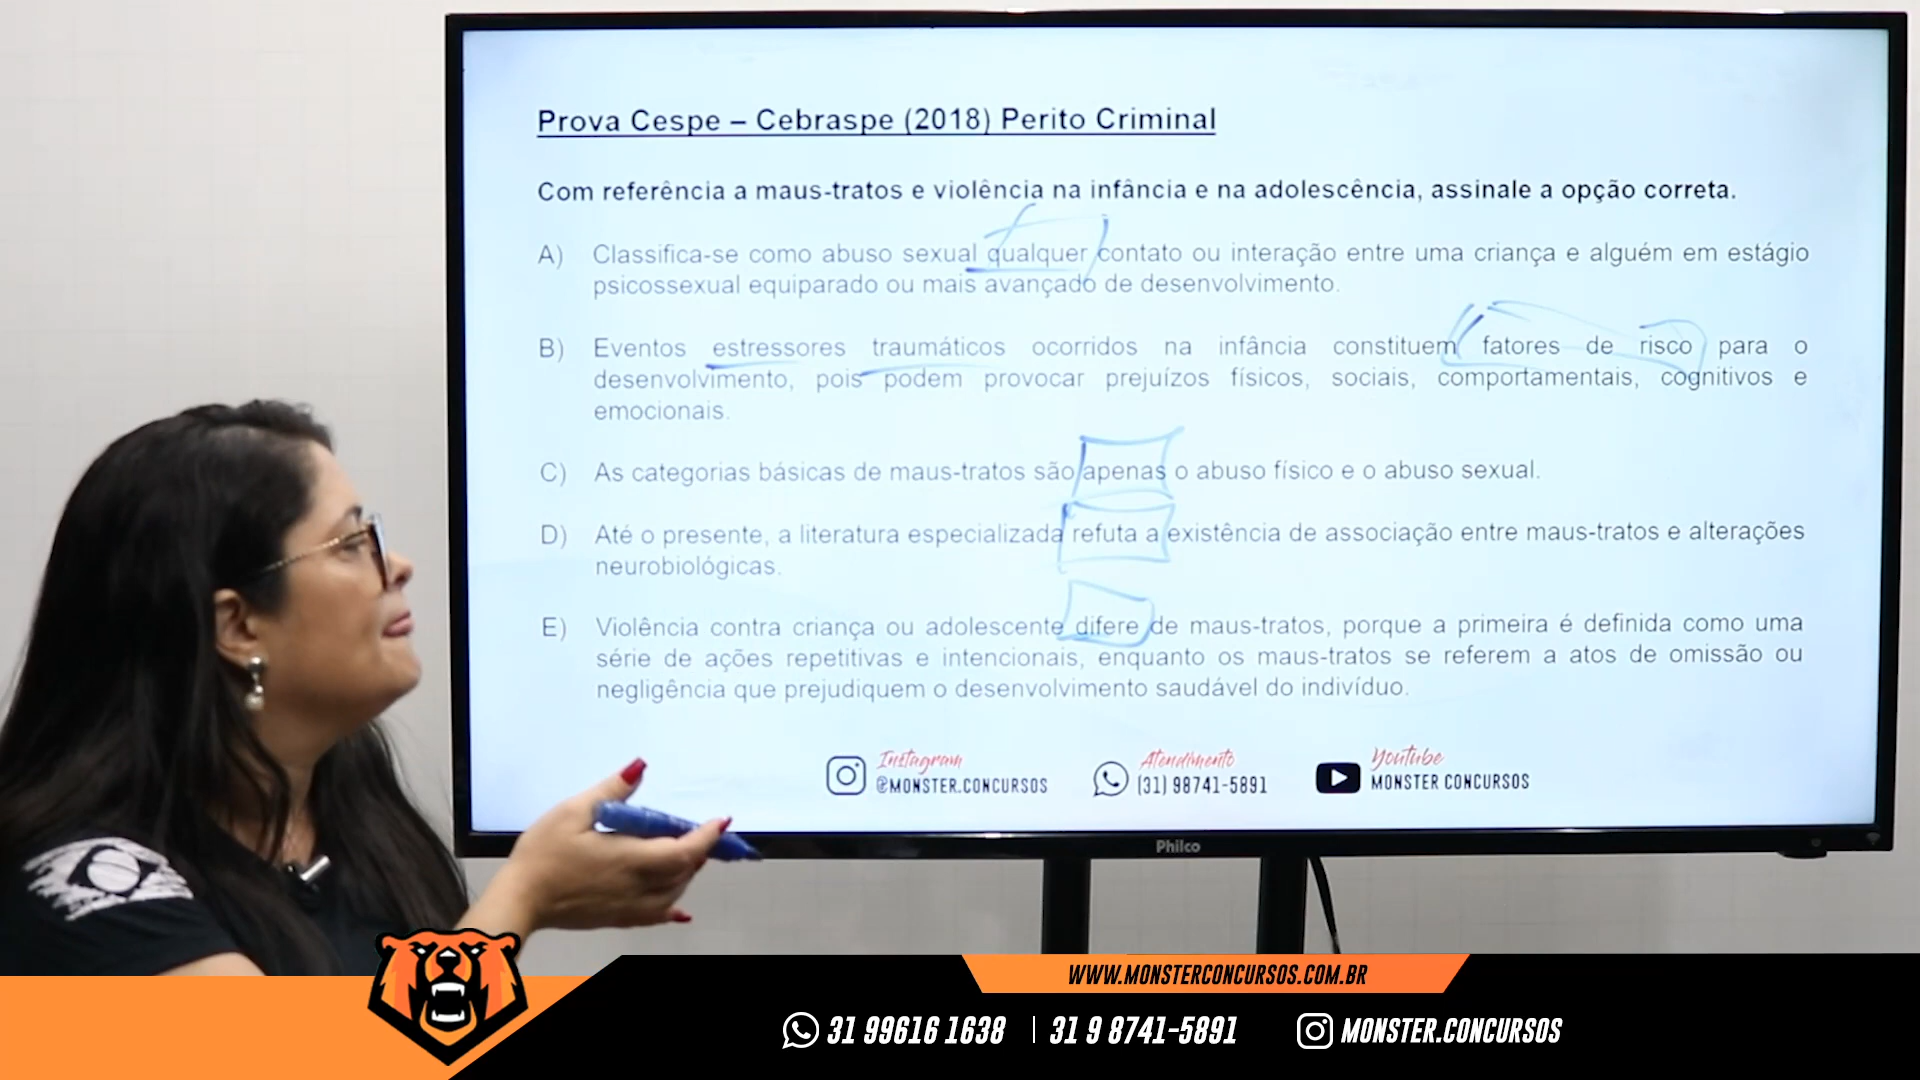 Prova Cespe – Cebraspe (2018) Perito Criminal
Com referência a maus-tratos e violência na infância e na adolescência, assinale a opção correta.
A) Classifica-se como abuso sexual qualquer contato ou interação entre uma criança e alguém em estágio
psicossexual equiparado ou mais avançado de desenvolvimento.
B) Eventos estressores traumáticos ocorridos na infância constituem fatores de risco para o
desenvolvimento, pois podem provocar prejuízos físicos, sociais, comportamentais, cognitivos e
emocionais.
C) As categorias básicas de maus-tratos são apenas o abuso físico e o abuso sexual.
D) Até o presente, a literatura especializada refuta a existência de associação entre maus-tratos e alterações
neurobiológicas.
E) Violência contra criança ou adolescente difere de maus-tratos, porque a primeira é definida como uma
série de ações repetitivas e intencionais, enquanto os maus-tratos se referem a atos de omissão ou
negligência que prejudiquem o desenvolvimento saudável do indivíduo.
Instagram
@MONSTER.CONCURSOS
Atendimento
(31) 98741-5891
Youtube
MONSTER CONCURSOS
Philco
WWW.MONSTERCONCURSOS.COM.BR
31 99616 1638 | 31 9 8741-5891
MONSTER.CONCURSOS